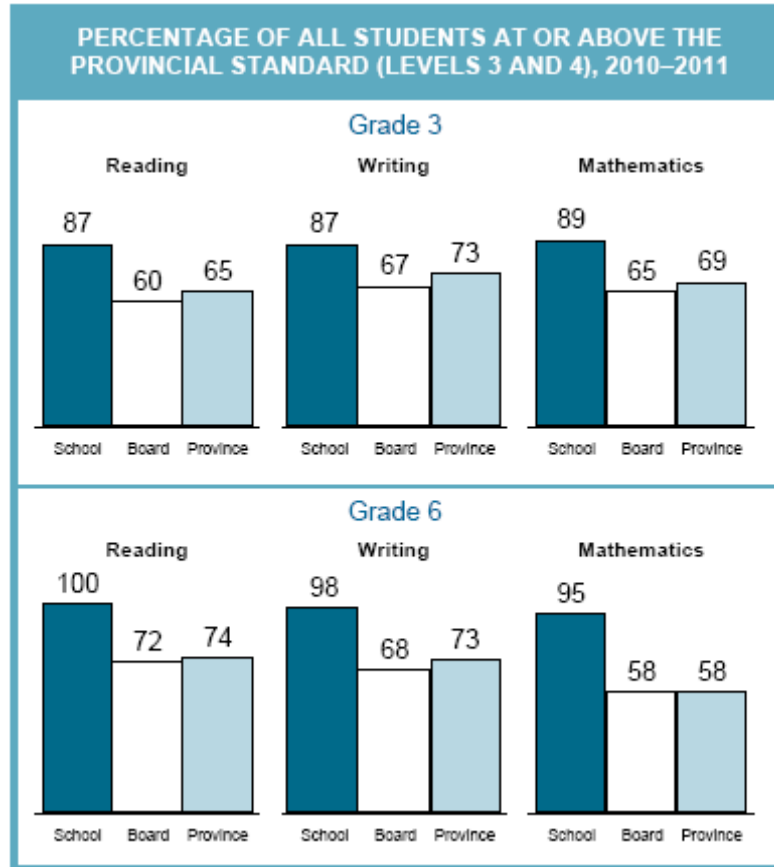 PERCENTAGE OF ALL STUDENTS AT OR ABOVE THE
PROVINCIAL STANDARD (LEVELS 3 AND 4), 2010–2011
Grade 3
Reading Writing Mathematics
87 60 65 87 67 73 89 65 69
School Board Province School Board Province School Board Province
Grade 6
Reading Writing Mathematics
100 72 74 98 68 73 95 58 58
School Board Province School Board Province School Board Province